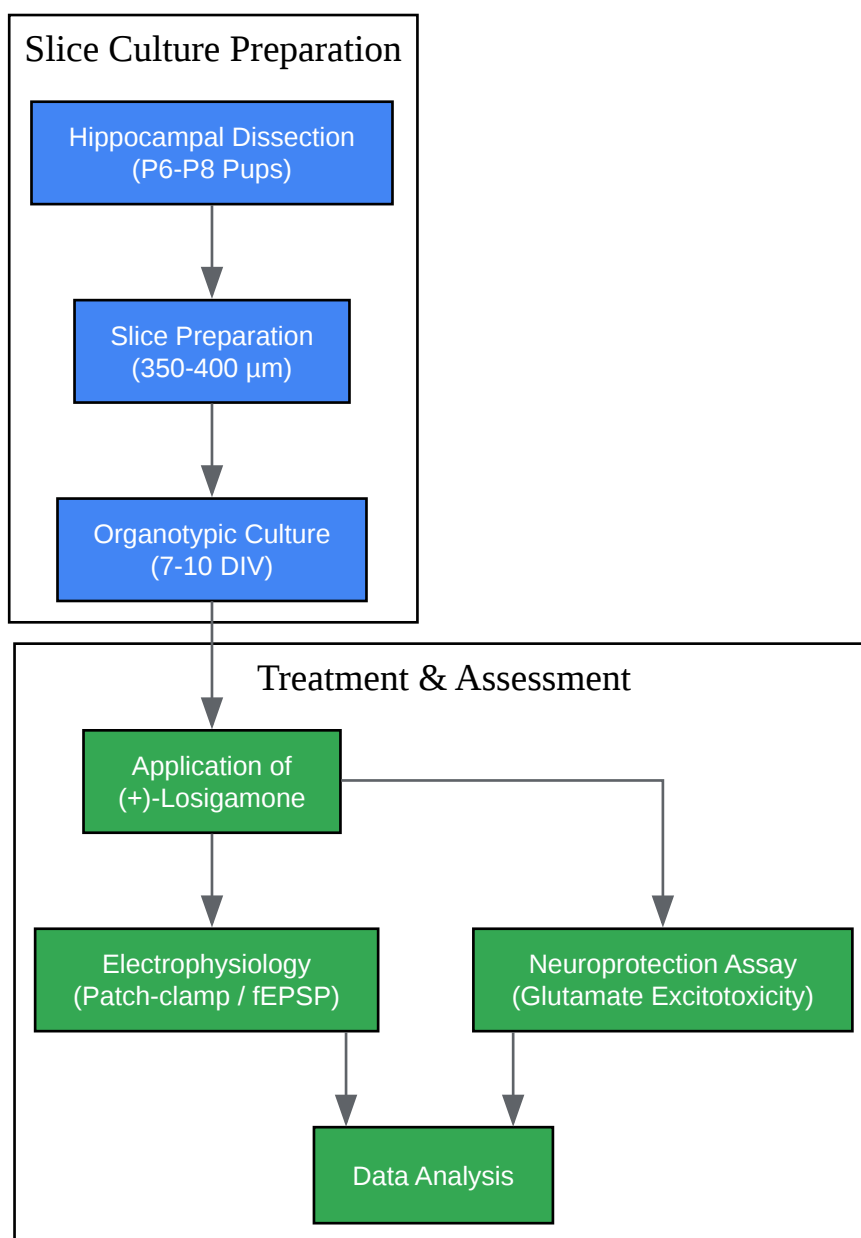 Slice Culture Preparation
Hippocampal Dissection
(P6-P8 Pups)
Slice Preparation
(350-400 µm)
Organotypic Culture
(7-10 DIV)
Treatment & Assessment
Application of
(+)-Losigamone
Electrophysiology
(Patch-clamp / fEPSP)
Neuroprotection Assay
(Glutamate Excitotoxicity)
Data Analysis